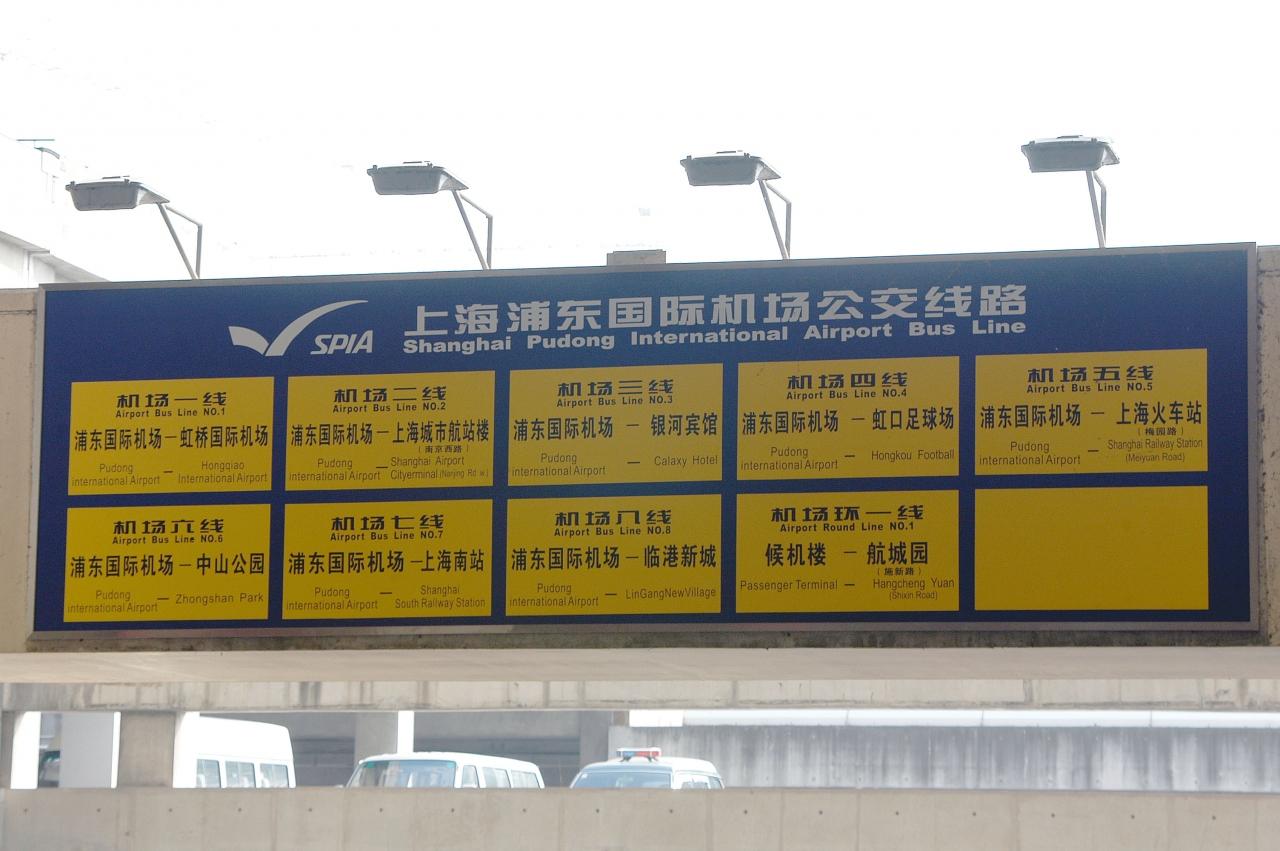 SPIA
上海浦东国际机场公交线路
Shanghai Pudong International Airport Bus Line
机场一线
Airport Bus Line NO.1
浦东国际机场—虹桥国际机场
Pudong international Airport — Hongqiao International Airport
机场二线
Airport Bus Line NO.2
浦东国际机场—上海城市航站楼
(南京西路)
Pudong international Airport — Shanghai Airport Cityerminal (Nanjing Rd w.)
机场三线
Airport Bus Line NO.3
浦东国际机场 — 银河宾馆
Pudong international Airport — Calaxy Hotel
机场四线
Airport Bus Line NO.4
浦东国际机场 — 虹口足球场
Pudong international Airport — Hongkou Football
机场五线
Airport Bus Line NO.5
浦东国际机场 — 上海火车站
(梅园路)
Pudong international Airport — Shanghai Railway Station (Meiyuan Road)
机场六线
Airport Bus Line NO.6
浦东国际机场—中山公园
Pudong international Airport — Zhongshan Park
机场七线
Airport Bus Line NO.7
浦东国际机场—上海南站
Pudong international Airport — Shanghai South Railway Station
机场八线
Airport Bus Line NO.8
浦东国际机场—临港新城
Pudong international Airport — LinGangNewVillage
机场环一线
Airport Round Line NO.1
候机楼 — 航城园
(施新路)
Passenger Terminal — Hangcheng Yuan (Shixin Road)